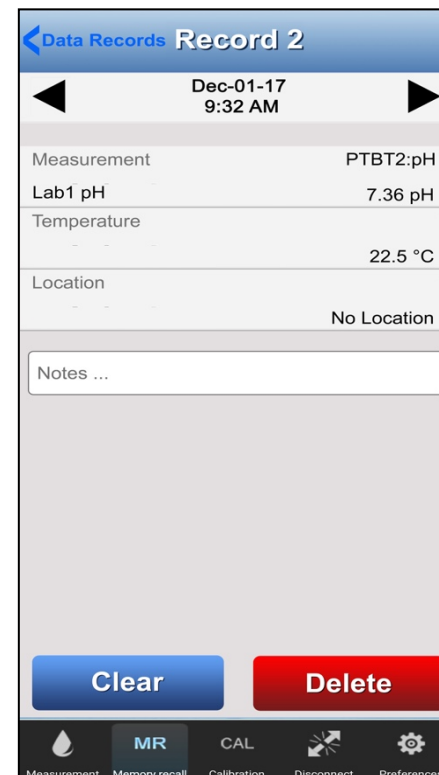 Data Records Record 2
Dec-01-17
9:32 AM
Measurement PTBT2:pH
Lab1 pH 7.36 pH
Temperature
22.5 °C
Location
No Location
Notes ...
Clear Delete
MR CAL
Measurement Memory recall Calibration Disconnect Preferences